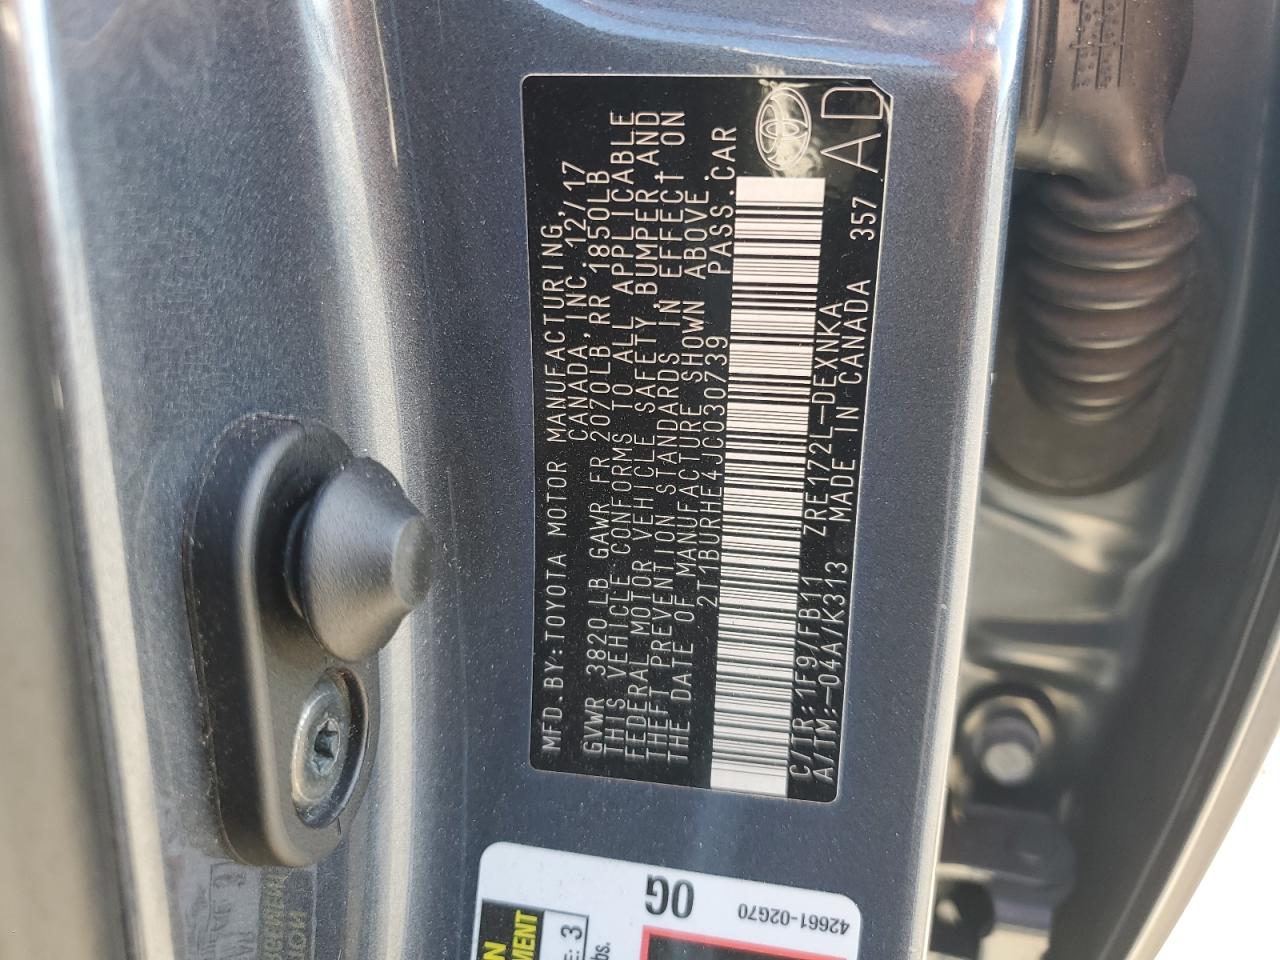 MFD.BY:TOYOTA MOTOR MANUFACTURING,
CANADA, INC. 12/17
GVWR 3820LB GAWR FR 2070LB, RR 1850LB
THIS VEHICLE CONFORMS TO ALL APPLICABLE
FEDERAL MOTOR VEHICLE SAFETY, BUMPER AND
THEFT PREVENTION STANDARDS IN EFFECT ON
THE DATE OF MANUFACTURE SHOWN ABOVE.
2T1BURHE4JC030739 PASS.CAR
C/TR:1F9/FB11 ZRE172L-DEXNKA
A/TM:-04A/K313 MADE IN CANADA 357
AD
0G
42661-02G70
3